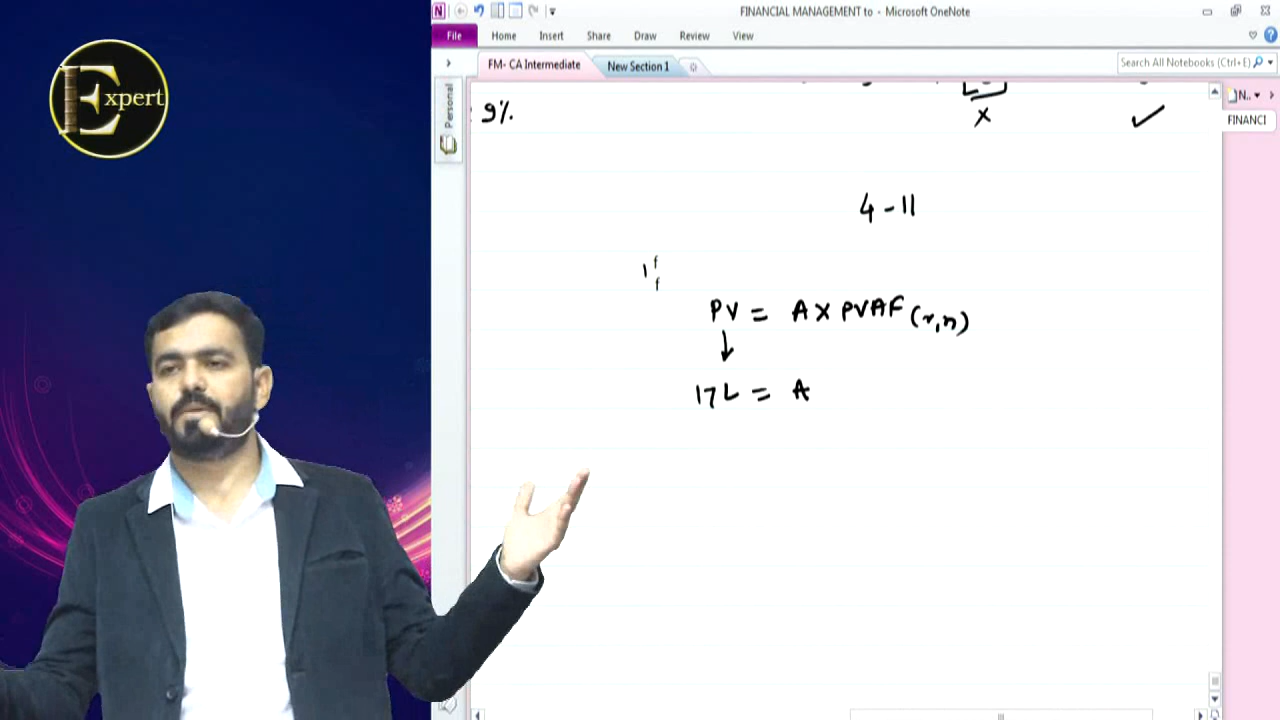 Expert
FINANCIAL MANAGEMENT to - Microsoft OneNote
File Home Insert Share Draw Review View
FM- CA Intermediate New Section 1
Search All Notebooks (Ctrl+E)
Personal
N..
FINANCI
9%.
x ✓
4-11
1 f
f
PV = A X PVAF (r,n)
↓
17L = A